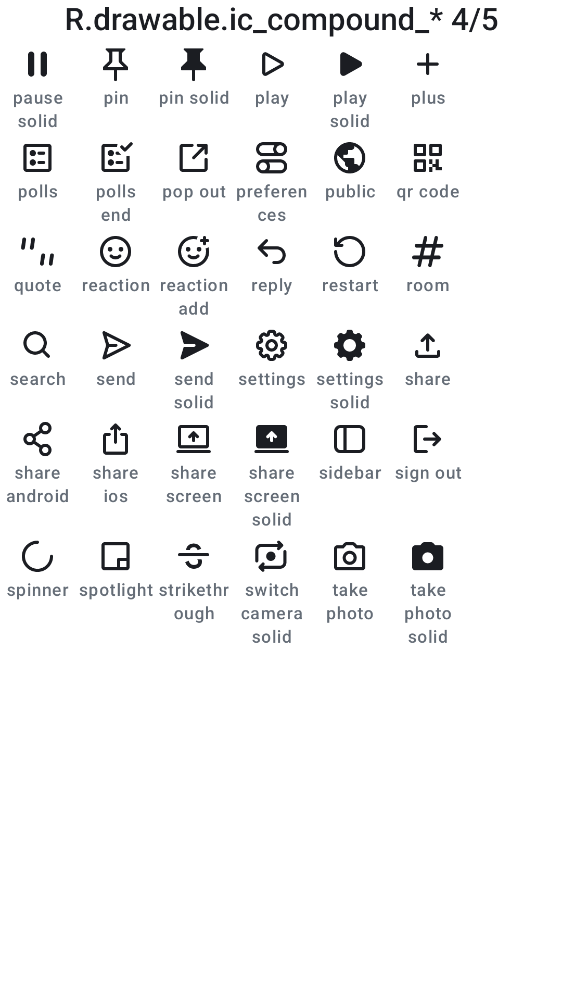 R.drawable.ic_compound_* 4/5
pause solid
pin
pin solid
play
play solid
plus
polls
polls end
pop out
preferen
ces
public
qr code
quote
reaction
reaction add
reply
restart
room
search
send
send solid
settings
settings solid
share
share android
share ios
share screen
share screen solid
sidebar
sign out
spinner
spotlight
strikethr
ough
switch camera solid
take photo
take photo solid